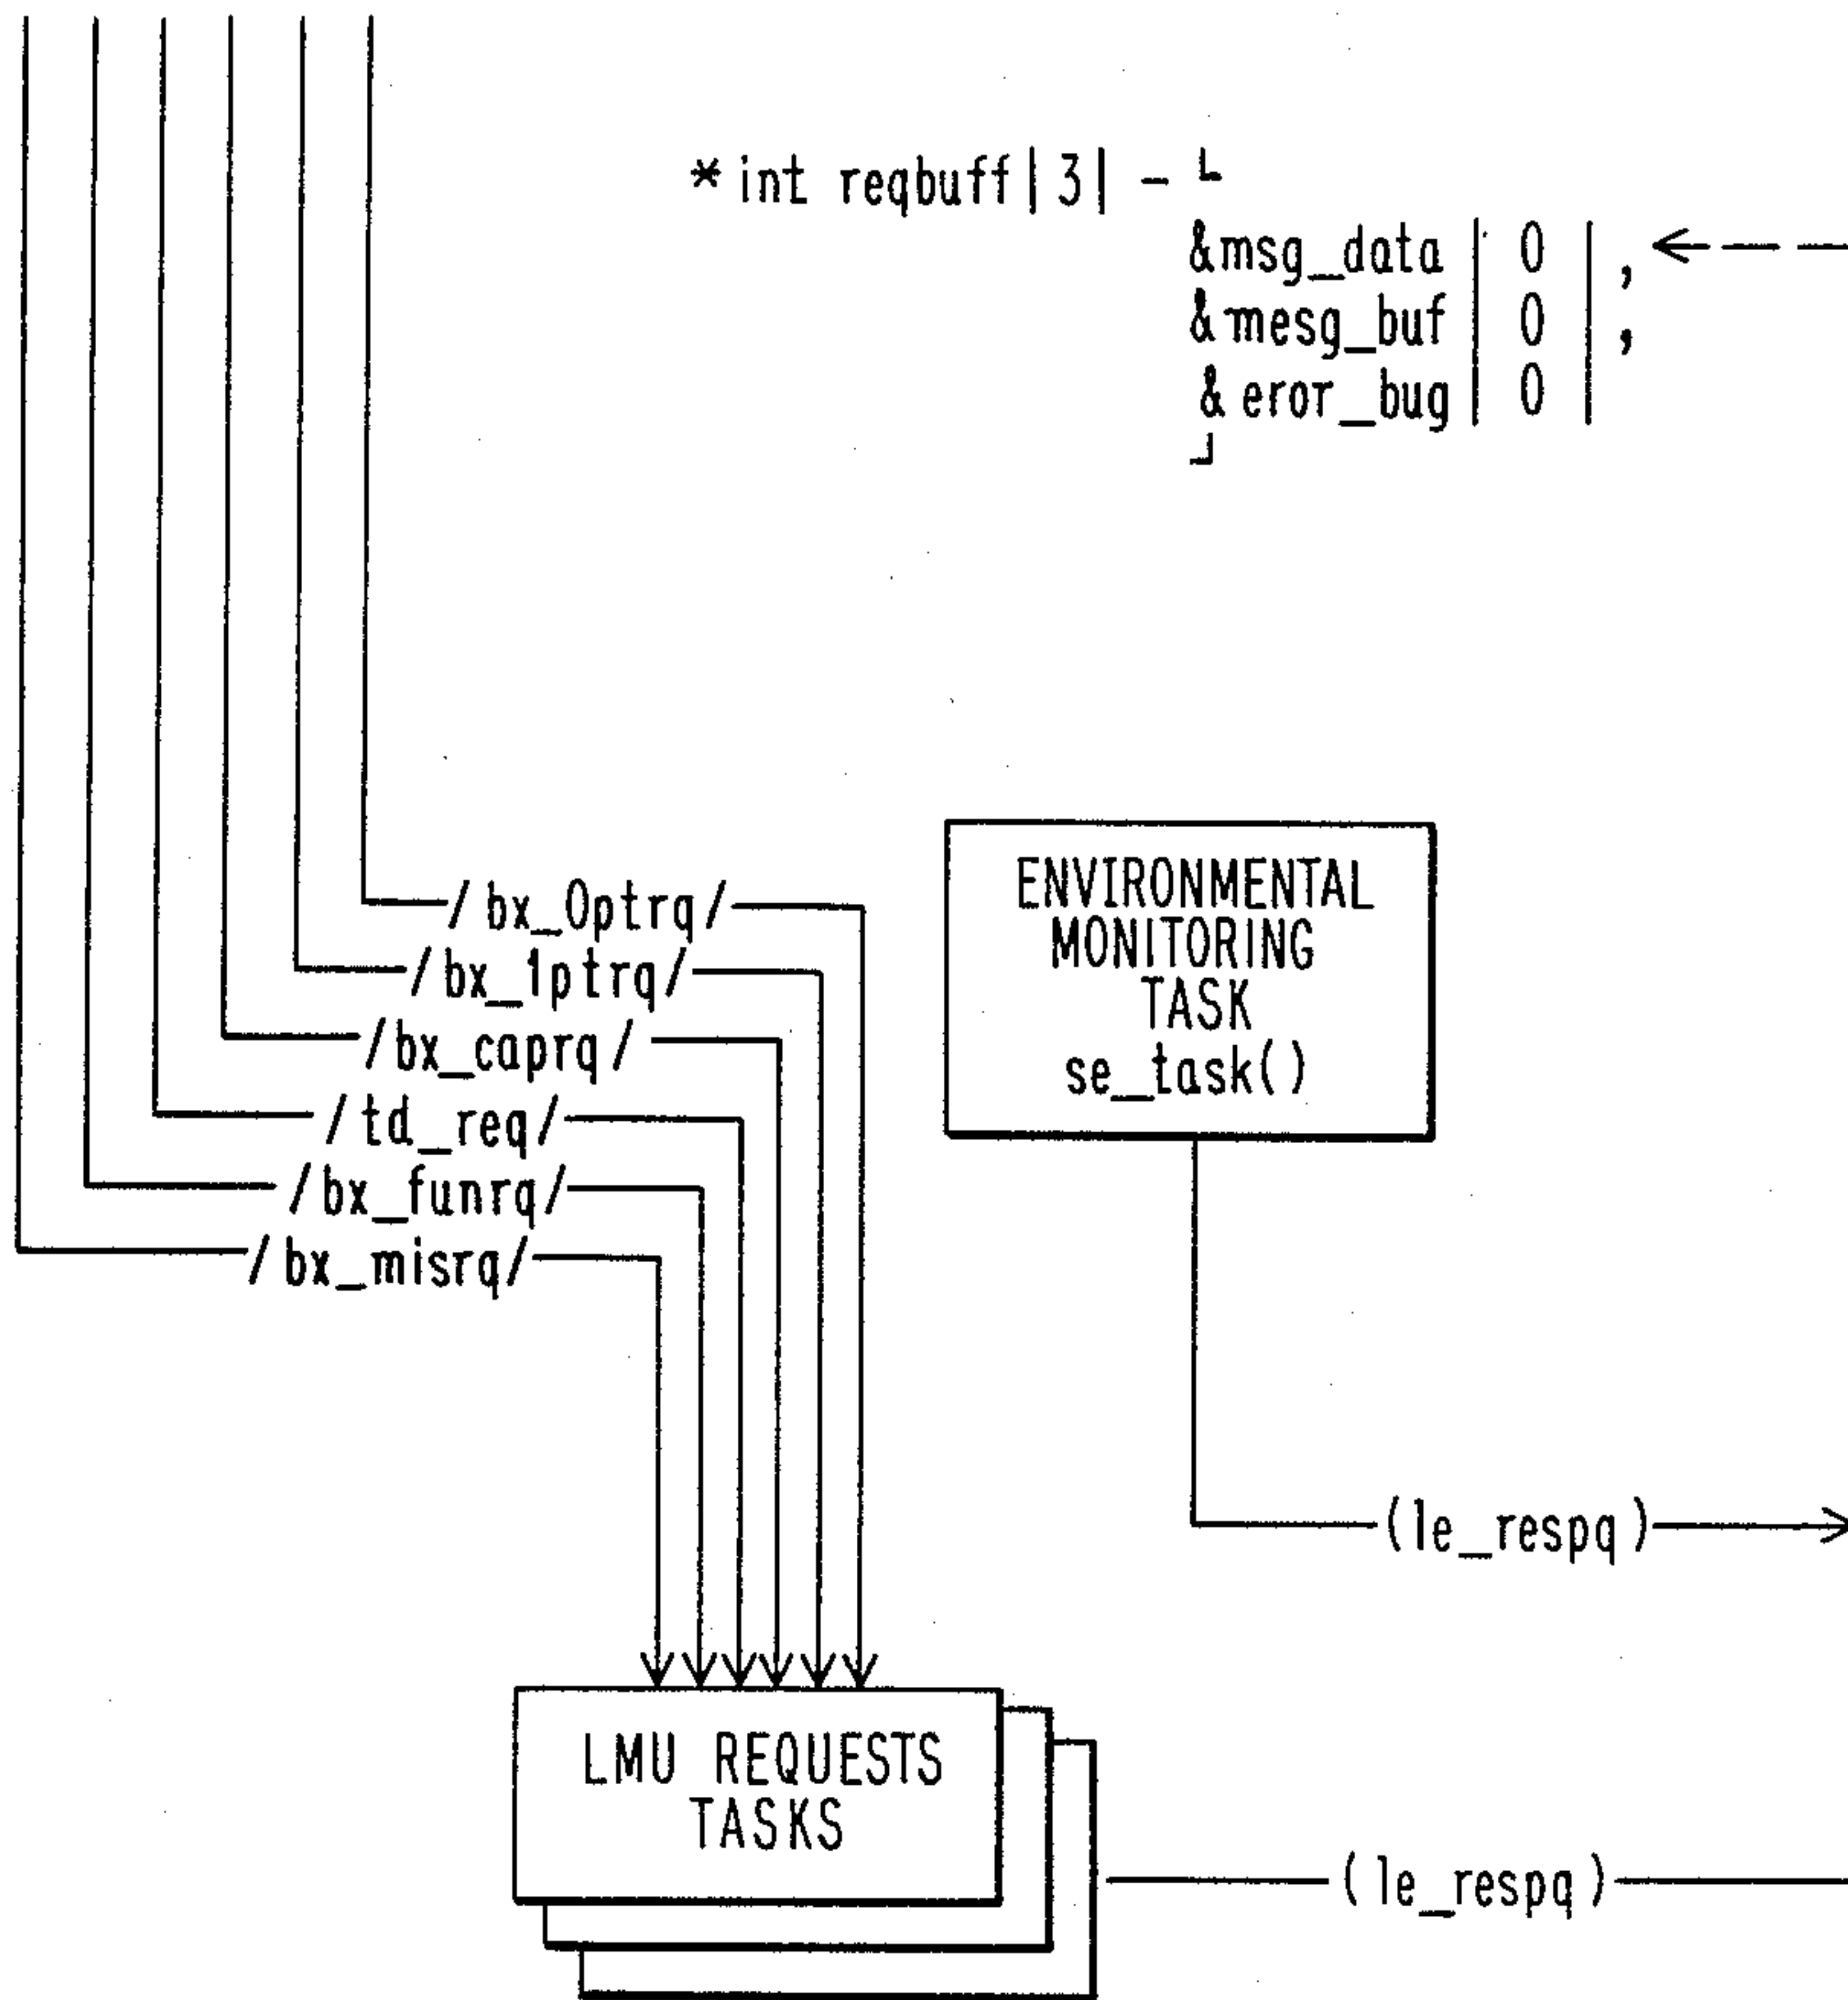 * int reqbuff|3| - L
&msg_data | 0 | ,
&mesg_buf | 0 | ,
&eror_bug | 0 |
/bx_0ptrq/
/bx_1ptrq/
/bx_caprq/
/td_req/
/bx_funrq/
/bx_misrq/
ENVIRONMENTAL
MONITORING
TASK
se_task()
(le_respq)
LMU REQUESTS
TASKS
(le_respq)